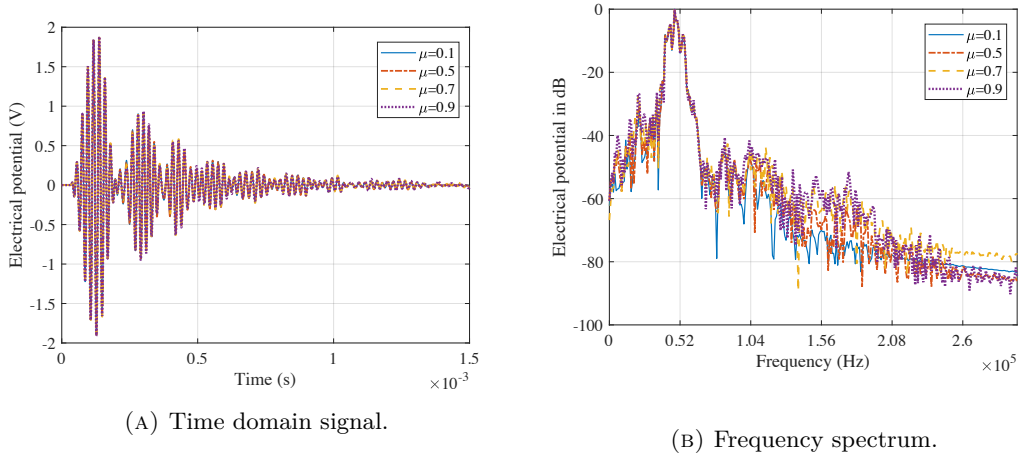 2
1.5
1
0.5
0
-0.5
-1
-1.5
-2
Electrical potential (V)
μ=0.1
μ=0.5
μ=0.7
μ=0.9
0 0.5 1 1.5
Time (s)
×10⁻³
(A) Time domain signal.
0
-20
-40
-60
-80
-100
Electrical potential in dB
μ=0.1
μ=0.5
μ=0.7
μ=0.9
0 0.52 1.04 1.56 2.08 2.6
Frequency (Hz)
×10⁵
(B) Frequency spectrum.